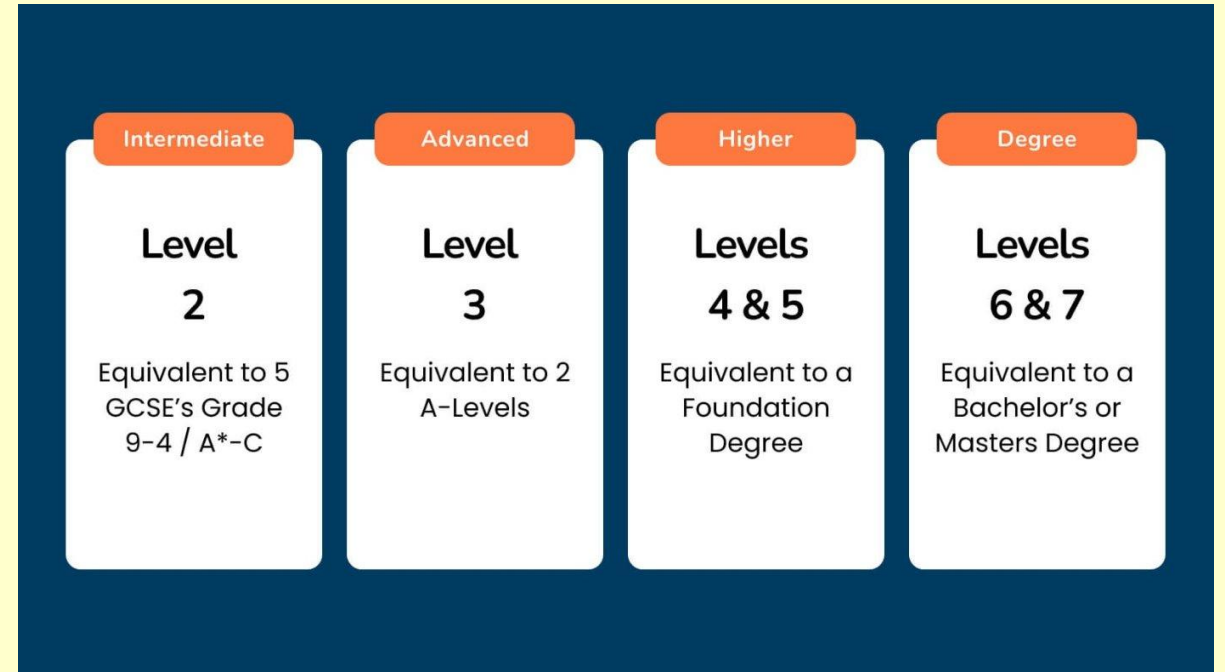 Intermediate
Level
2
Equivalent to 5
GCSE’s Grade
9-4 / A*-C
Advanced
Level
3
Equivalent to 2
A-Levels
Higher
Levels
4 & 5
Equivalent to a
Foundation
Degree
Degree
Levels
6 & 7
Equivalent to a
Bachelor’s or
Masters Degree